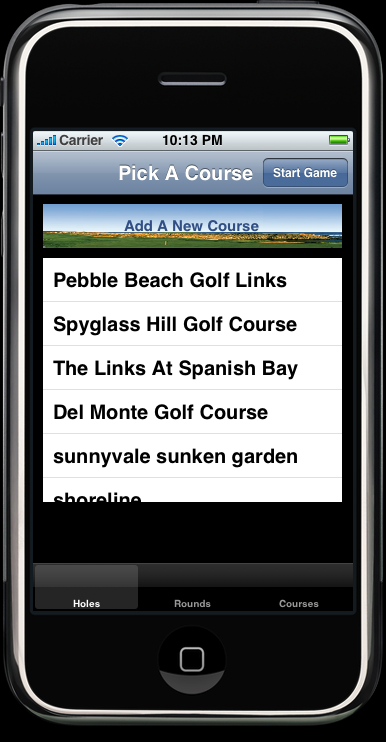 Carrier 10:13 PM
Pick A Course Start Game
Add A New Course
Pebble Beach Golf Links
Spyglass Hill Golf Course
The Links At Spanish Bay
Del Monte Golf Course
sunnyvale sunken garden
shoreline
Holes Rounds Courses